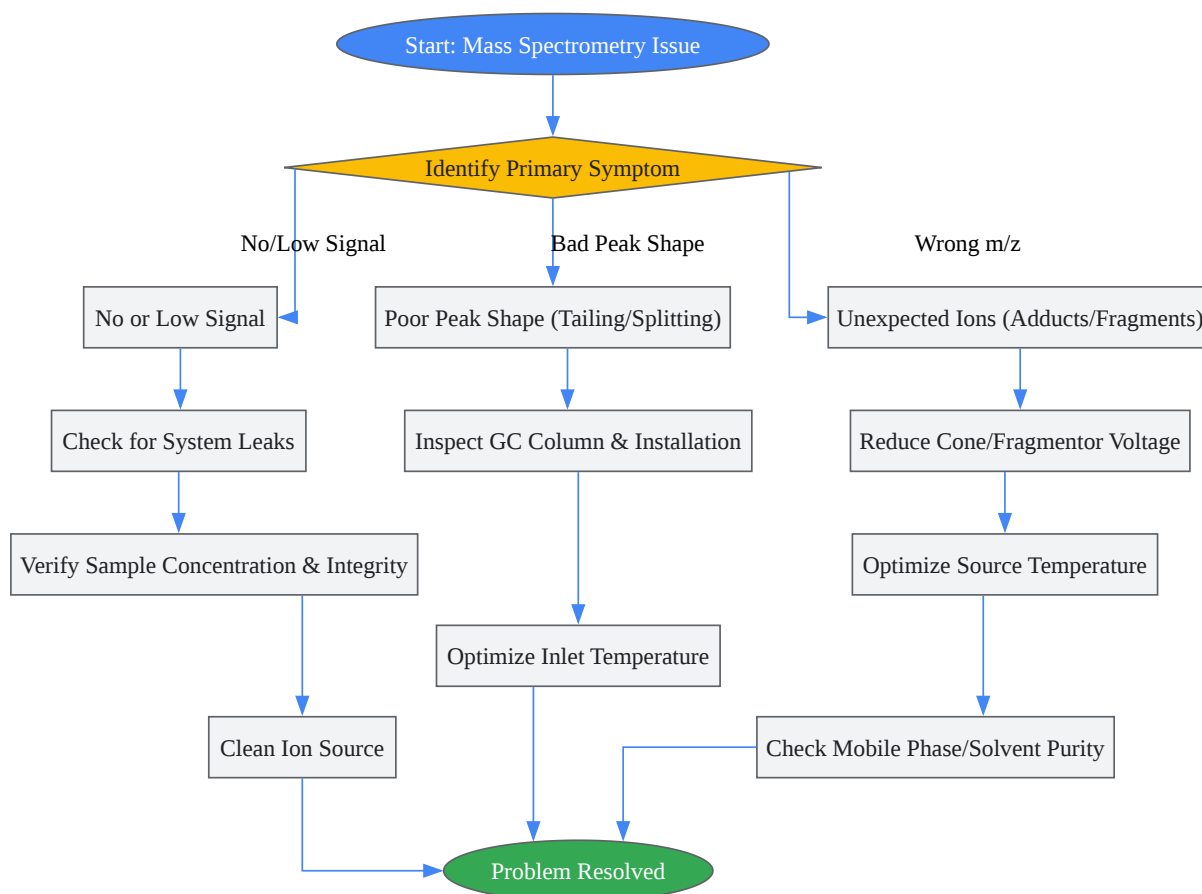 Start: Mass Spectrometry Issue
Identify Primary Symptom
No/Low Signal
Bad Peak Shape
Wrong m/z
No or Low Signal
Poor Peak Shape (Tailing/Splitting)
Unexpected Ions (Adducts/Fragments)
Check for System Leaks
Inspect GC Column & Installation
Reduce Cone/Fragmentor Voltage
Verify Sample Concentration & Integrity
Optimize Source Temperature
Optimize Inlet Temperature
Clean Ion Source
Check Mobile Phase/Solvent Purity
Problem Resolved